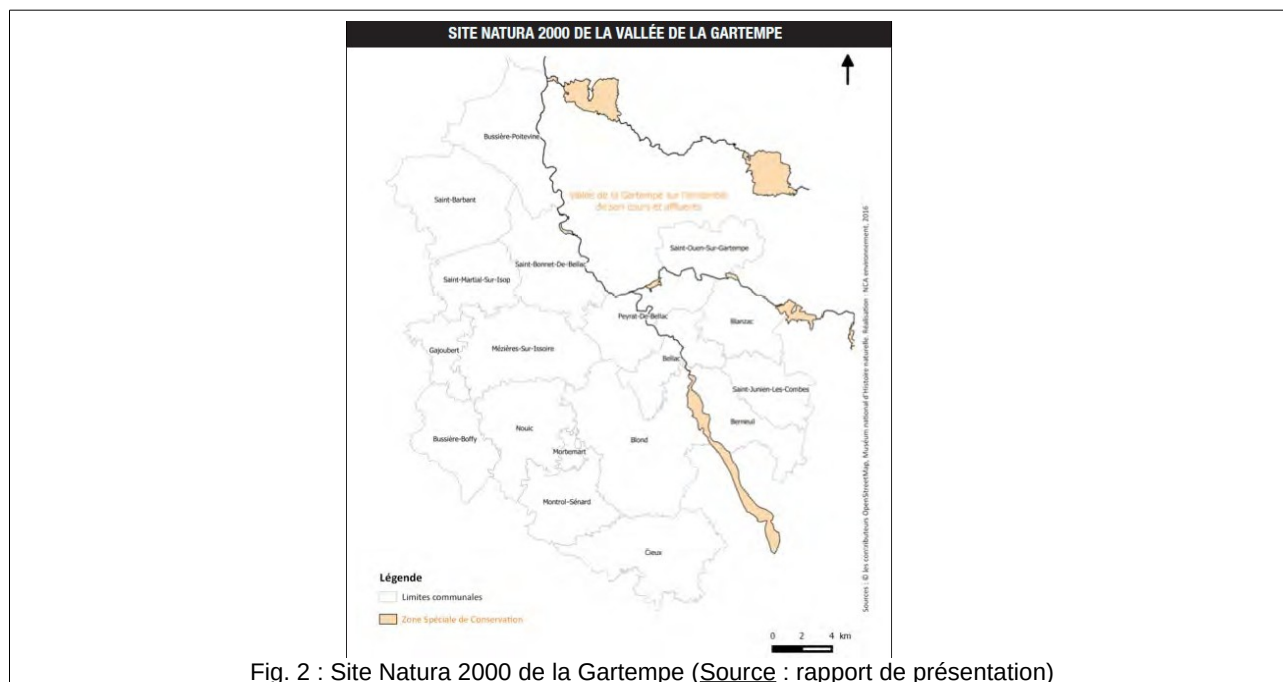 SITE NATURA 2000 DE LA VALLÉE DE LA GARTEMPE
Bussière-Poitevine
Vallée de la Gartempe sur l'ensemble
de son cours et affluents
Saint-Barbant
Saint-Ouen-Sur-Gartempe
Saint-Bonnet-De-Bellac
Saint-Martial-Sur-Isop
Peyrat-De-Bellac
Blanzac
Gajoubert
Mézières-Sur-Issoire
Bellac
Saint-Junien-Les-Combes
Berneuil
Bussière-Boffy
Nouic
Blond
Mortemart
Montrol-Sénard
Cieux
Légende
Limites communales
Zone Spéciale de Conservation
0 2 4 km
Sources : © les contributeurs OpenStreetMap, Muséum national d'Histoire naturelle. Réalisation : NCA environnement, 2016
Fig. 2 : Site Natura 2000 de la Gartempe (Source : rapport de présentation)